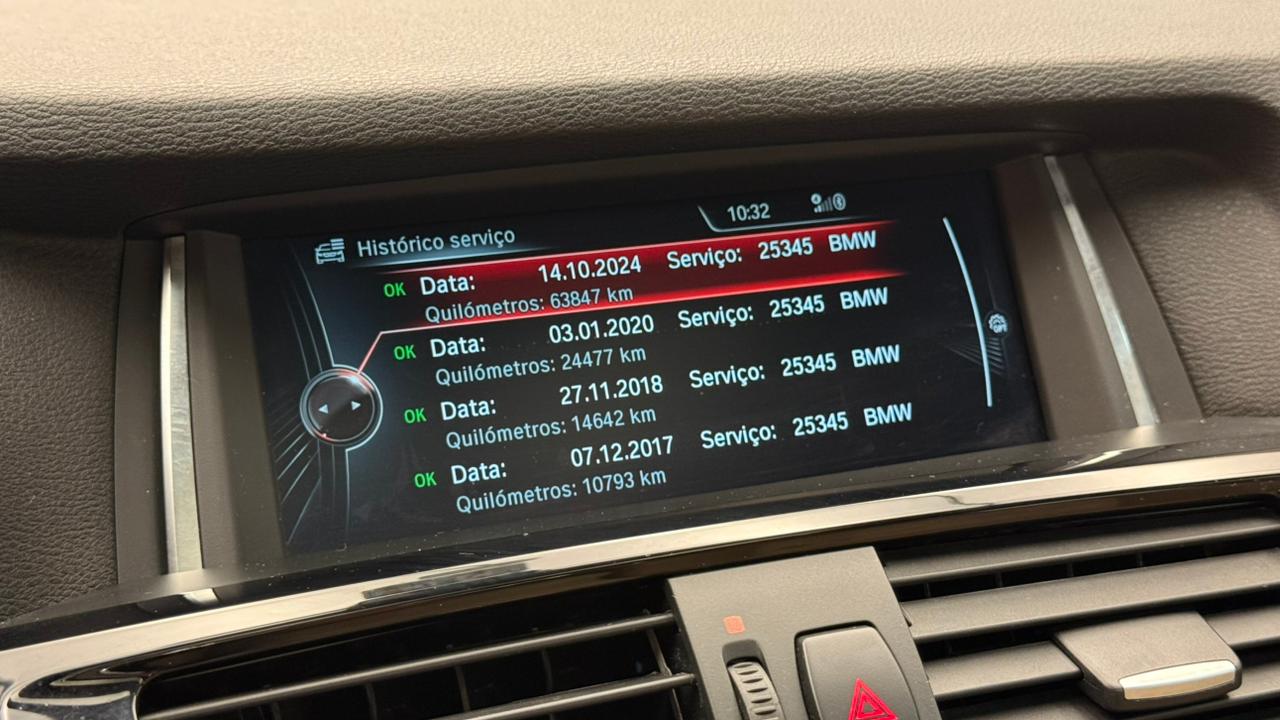 10:32
Histórico serviço
OK Data: 14.10.2024 Serviço: 25345 BMW
Quilómetros: 63847 km
OK Data: 03.01.2020 Serviço: 25345 BMW
Quilómetros: 24477 km
OK Data: 27.11.2018 Serviço: 25345 BMW
Quilómetros: 14642 km
OK Data: 07.12.2017 Serviço: 25345 BMW
Quilómetros: 10793 km